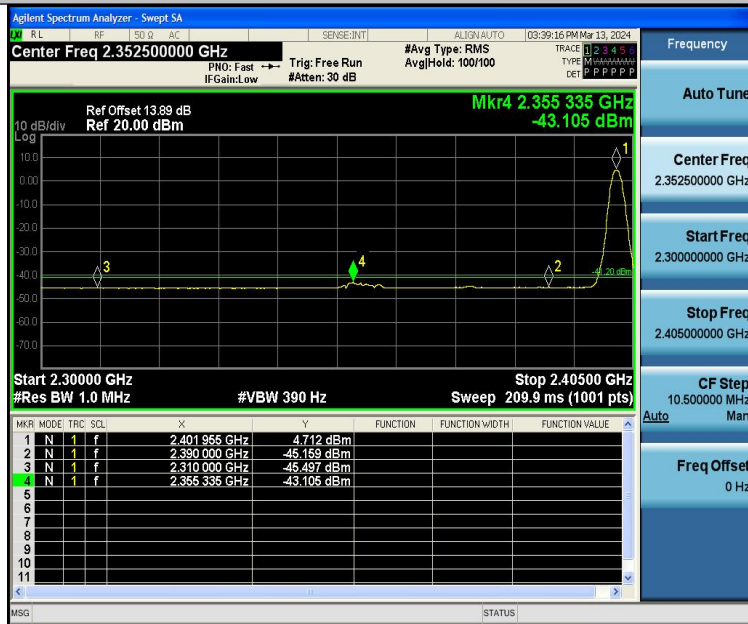 Agilent Spectrum Analyzer - Swept SA
LXI RL RF 50 Ω AC SENSE:INT ALIGN AUTO 03:39:16 PM Mar 13, 2024
Center Freq 2.352500000 GHz
PNO: Fast
IFGain:Low
Trig: Free Run
#Atten: 30 dB
#Avg Type: RMS
Avg|Hold: 100/100
TRACE 1 2 3 4 5 6
TYPE M
DET P P P P P P
Ref Offset 13.89 dB
10 dB/div Ref 20.00 dBm
Mkr4 2.355 335 GHz
-43.105 dBm
Log
10.0
0.00
-10.0
-20.0
-30.0
-40.0
-50.0
-60.0
-70.0
1
2
3
4
-41.20 dBm
Start 2.30000 GHz Stop 2.40500 GHz
#Res BW 1.0 MHz #VBW 390 Hz Sweep 209.9 ms (1001 pts)
MKR MODE TRC SCL X Y FUNCTION FUNCTION WIDTH FUNCTION VALUE
1 N 1 f 2.401 955 GHz 4.712 dBm
2 N 1 f 2.390 000 GHz -45.159 dBm
3 N 1 f 2.310 000 GHz -45.497 dBm
4 N 1 f 2.355 335 GHz -43.105 dBm
5
6
7
8
9
10
11
MSG STATUS
Frequency
Auto Tune
Center Freq
2.352500000 GHz
Start Freq
2.300000000 GHz
Stop Freq
2.405000000 GHz
CF Step
10.500000 MHz
Auto Man
Freq Offset
0 Hz